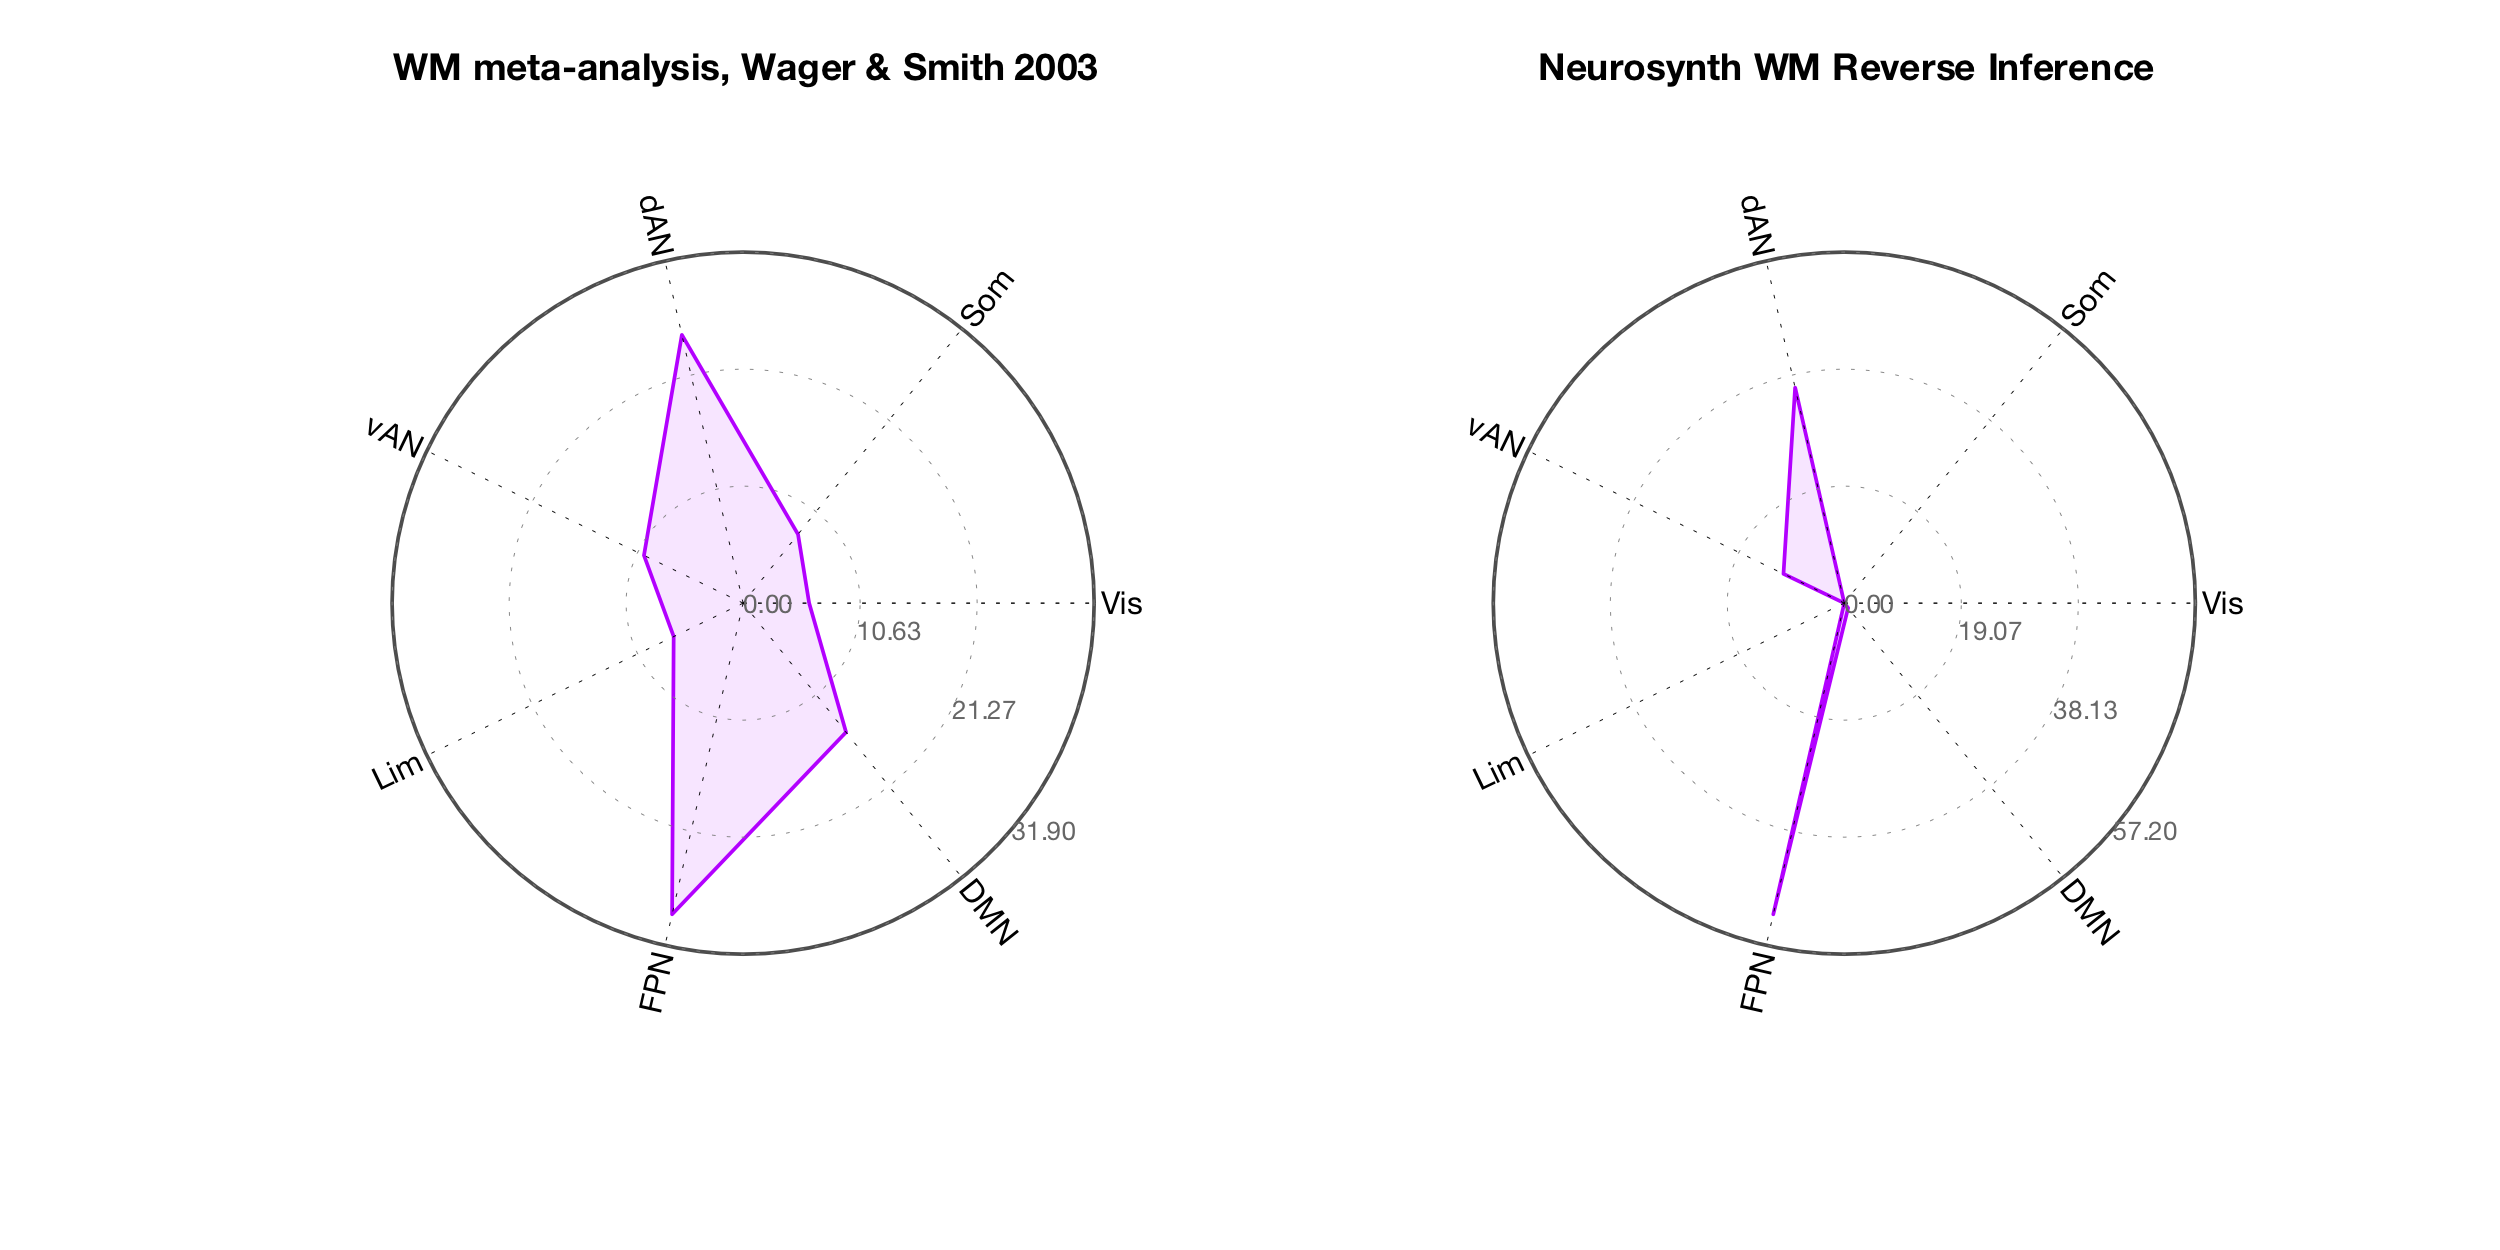 WM meta-analysis, Wager & Smith 2003
dAN
Som
vAN
Vis
0.00
10.63
21.27
31.90
Lim
DMN
FPN
Neurosynth WM Reverse Inference
dAN
Som
vAN
Vis
0.00
19.07
38.13
57.20
Lim
DMN
FPN